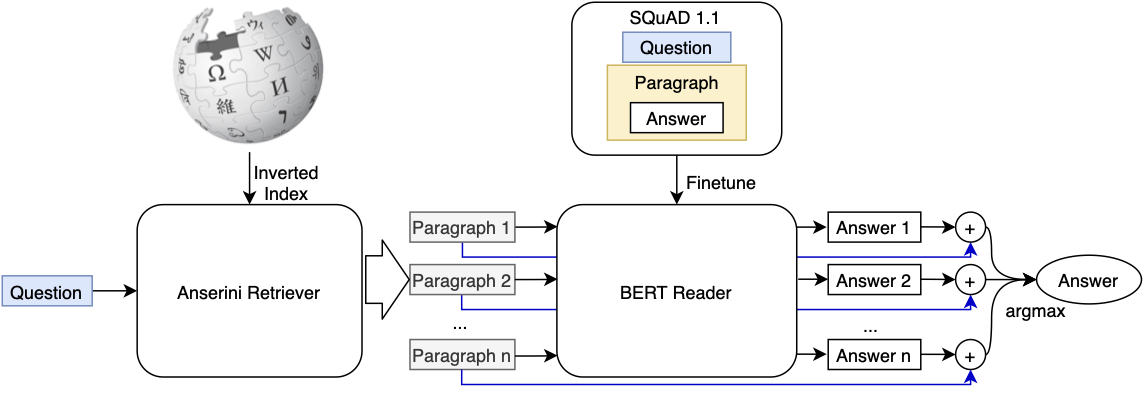 Ω
W
И
維
SQuAD 1.1
Question
Paragraph
Answer
Inverted
Index
Finetune
Question
Anserini Retriever
Paragraph 1
Paragraph 2
...
Paragraph n
BERT Reader
Answer 1
+
Answer 2
+
...
Answer n
+
argmax
Answer